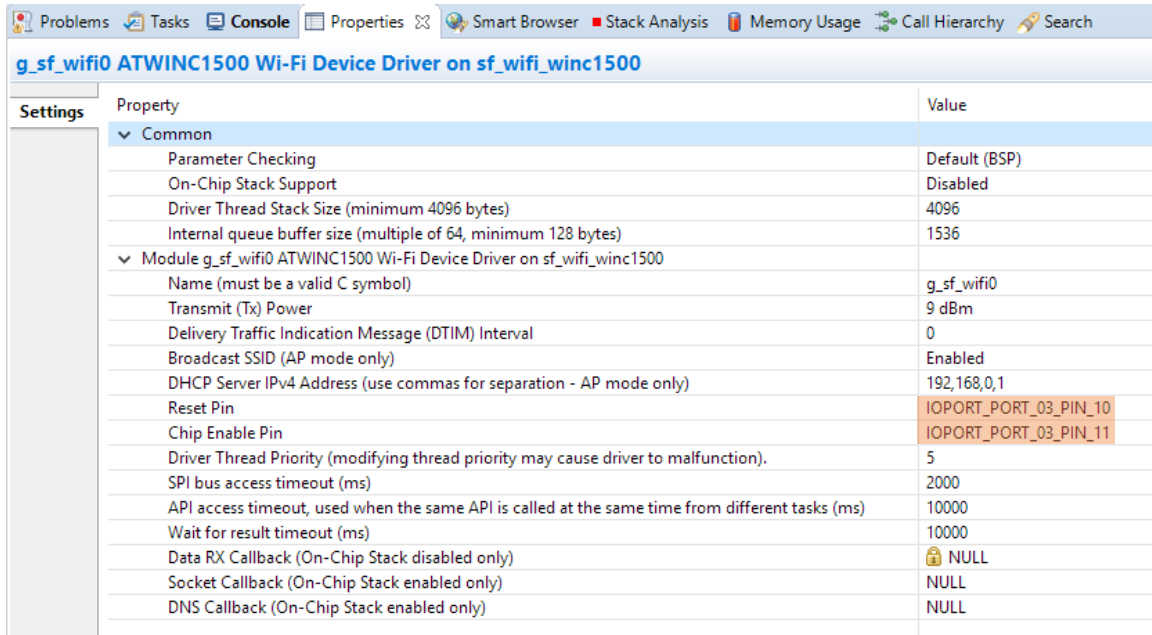 Problems Tasks Console Properties Smart Browser Stack Analysis Memory Usage Call Hierarchy Search
g_sf_wifi0 ATWINC1500 Wi-Fi Device Driver on sf_wifi_winc1500
Settings
Property Value
Common
Parameter Checking Default (BSP)
On-Chip Stack Support Disabled
Driver Thread Stack Size (minimum 4096 bytes) 4096
Internal queue buffer size (multiple of 64, minimum 128 bytes) 1536
Module g_sf_wifi0 ATWINC1500 Wi-Fi Device Driver on sf_wifi_winc1500
Name (must be a valid C symbol) g_sf_wifi0
Transmit (Tx) Power 9 dBm
Delivery Traffic Indication Message (DTIM) Interval 0
Broadcast SSID (AP mode only) Enabled
DHCP Server IPv4 Address (use commas for separation - AP mode only) 192,168,0,1
Reset Pin IOPORT_PORT_03_PIN_10
Chip Enable Pin IOPORT_PORT_03_PIN_11
Driver Thread Priority (modifying thread priority may cause driver to malfunction). 5
SPI bus access timeout (ms) 2000
API access timeout, used when the same API is called at the same time from different tasks (ms) 10000
Wait for result timeout (ms) 10000
Data RX Callback (On-Chip Stack disabled only) NULL
Socket Callback (On-Chip Stack enabled only) NULL
DNS Callback (On-Chip Stack enabled only) NULL